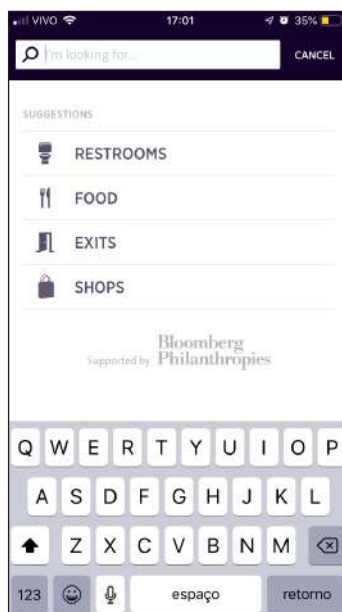 VIVO 17:01 35%
I'm looking for... CANCEL
SUGGESTIONS
RESTROOMS
FOOD
EXITS
SHOPS
Supported by Bloomberg
Philanthropies
Q W E R T Y U I O P
A S D F G H J K L
Z X C V B N M
123 espaço retorno